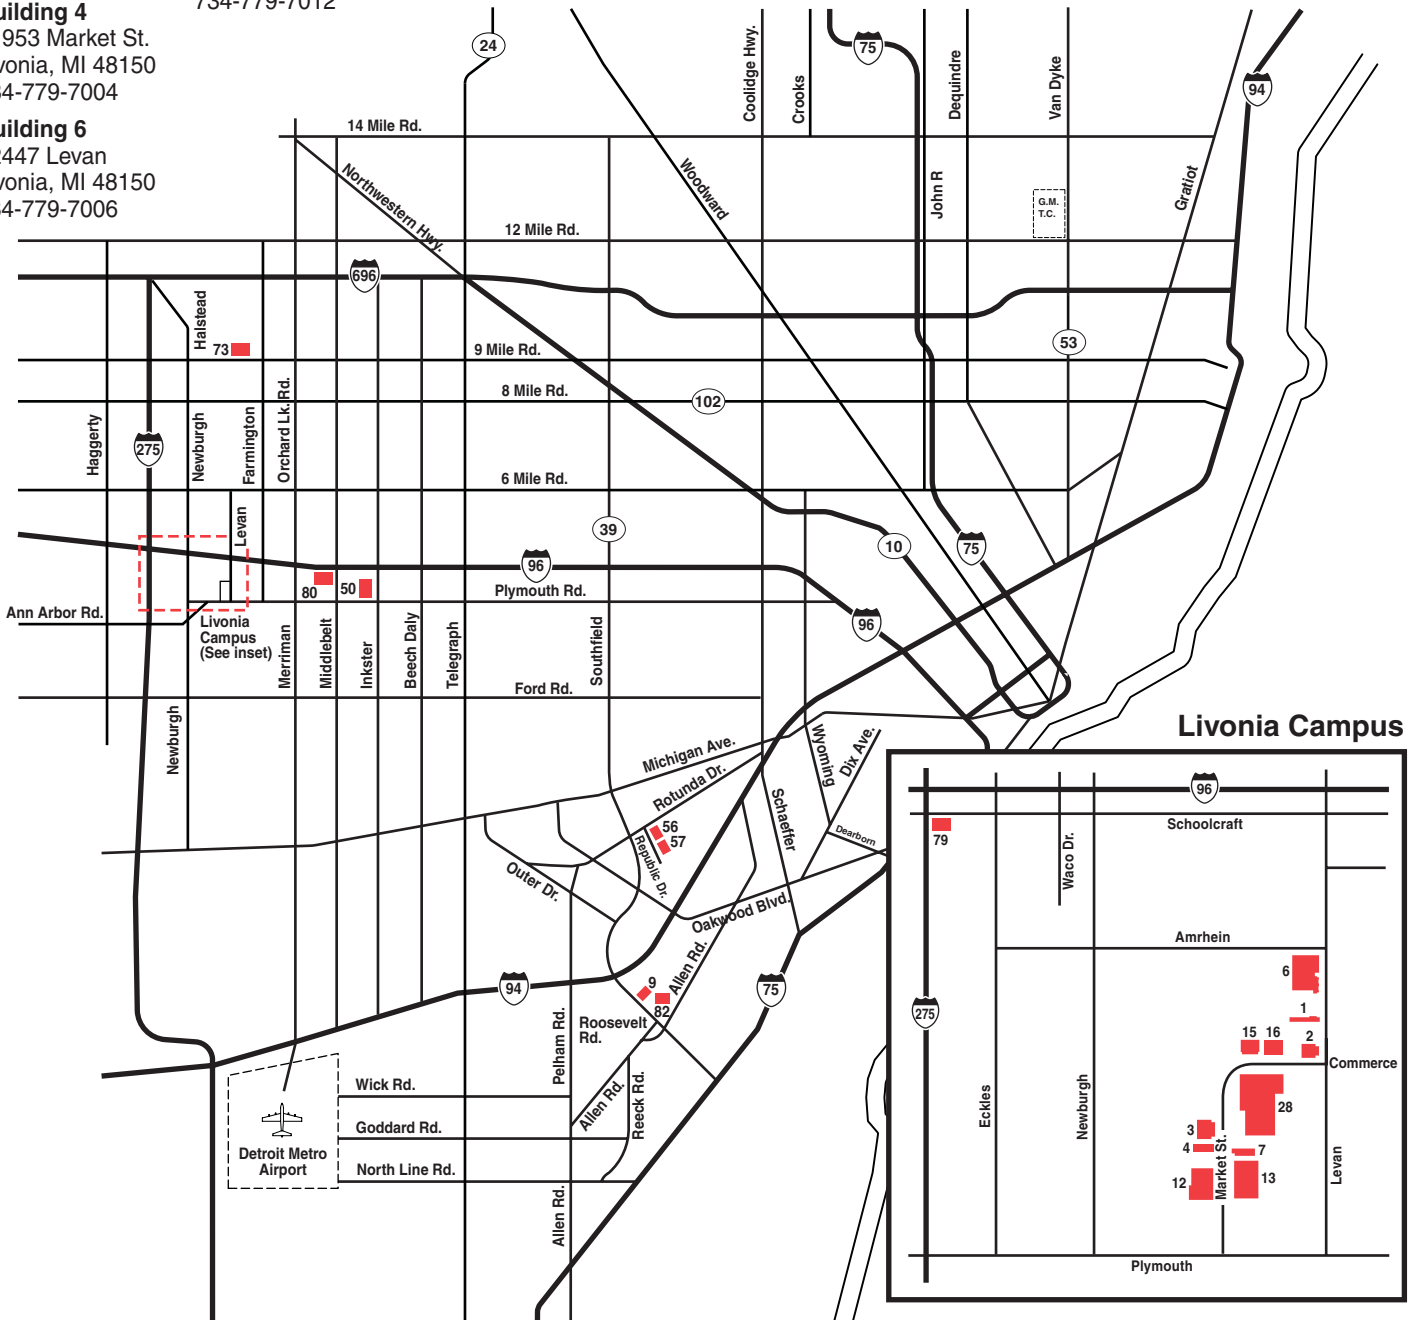 734-779-7012
uilding 4
953 Market St.
vonia, MI 48150
34-779-7004
uilding 6
2447 Levan
vonia, MI 48150
34-779-7006
24
75
94
Coolidge Hwy.
Crooks
Dequindre
Van Dyke
14 Mile Rd.
Northwestern Hwy.
Woodward
John R
G.M.
T.C.
Gratiot
12 Mile Rd.
696
Halstead
73
9 Mile Rd.
53
8 Mile Rd.
102
Haggerty
275
Newburgh
Farmington
Orchard Lk. Rd.
6 Mile Rd.
Levan
39
10
75
96
80
50
Plymouth Rd.
Ann Arbor Rd.
Livonia
Campus
(See inset)
96
Merriman
Middlebelt
Inkster
Beech Daly
Telegraph
Southfield
Ford Rd.
Newburgh
Michigan Ave.
Rotunda Dr.
Wyoming
Dix Ave.
Schaeffer
Dearborn
56
57
Republic Dr.
Outer Dr.
Oakwood Blvd.
94
9
82
Allen Rd.
75
Roosevelt
Rd.
Pelham Rd.
Wick Rd.
Allen Rd.
Reeck Rd.
Goddard Rd.
Detroit Metro
Airport
North Line Rd.
Allen Rd.
Livonia Campus
96
Schoolcraft
79
Waco Dr.
Amrhein
6
1
275
15
16
2
Commerce
28
Eckles
Newburgh
3
4
7
Market St.
12
13
Levan
Plymouth